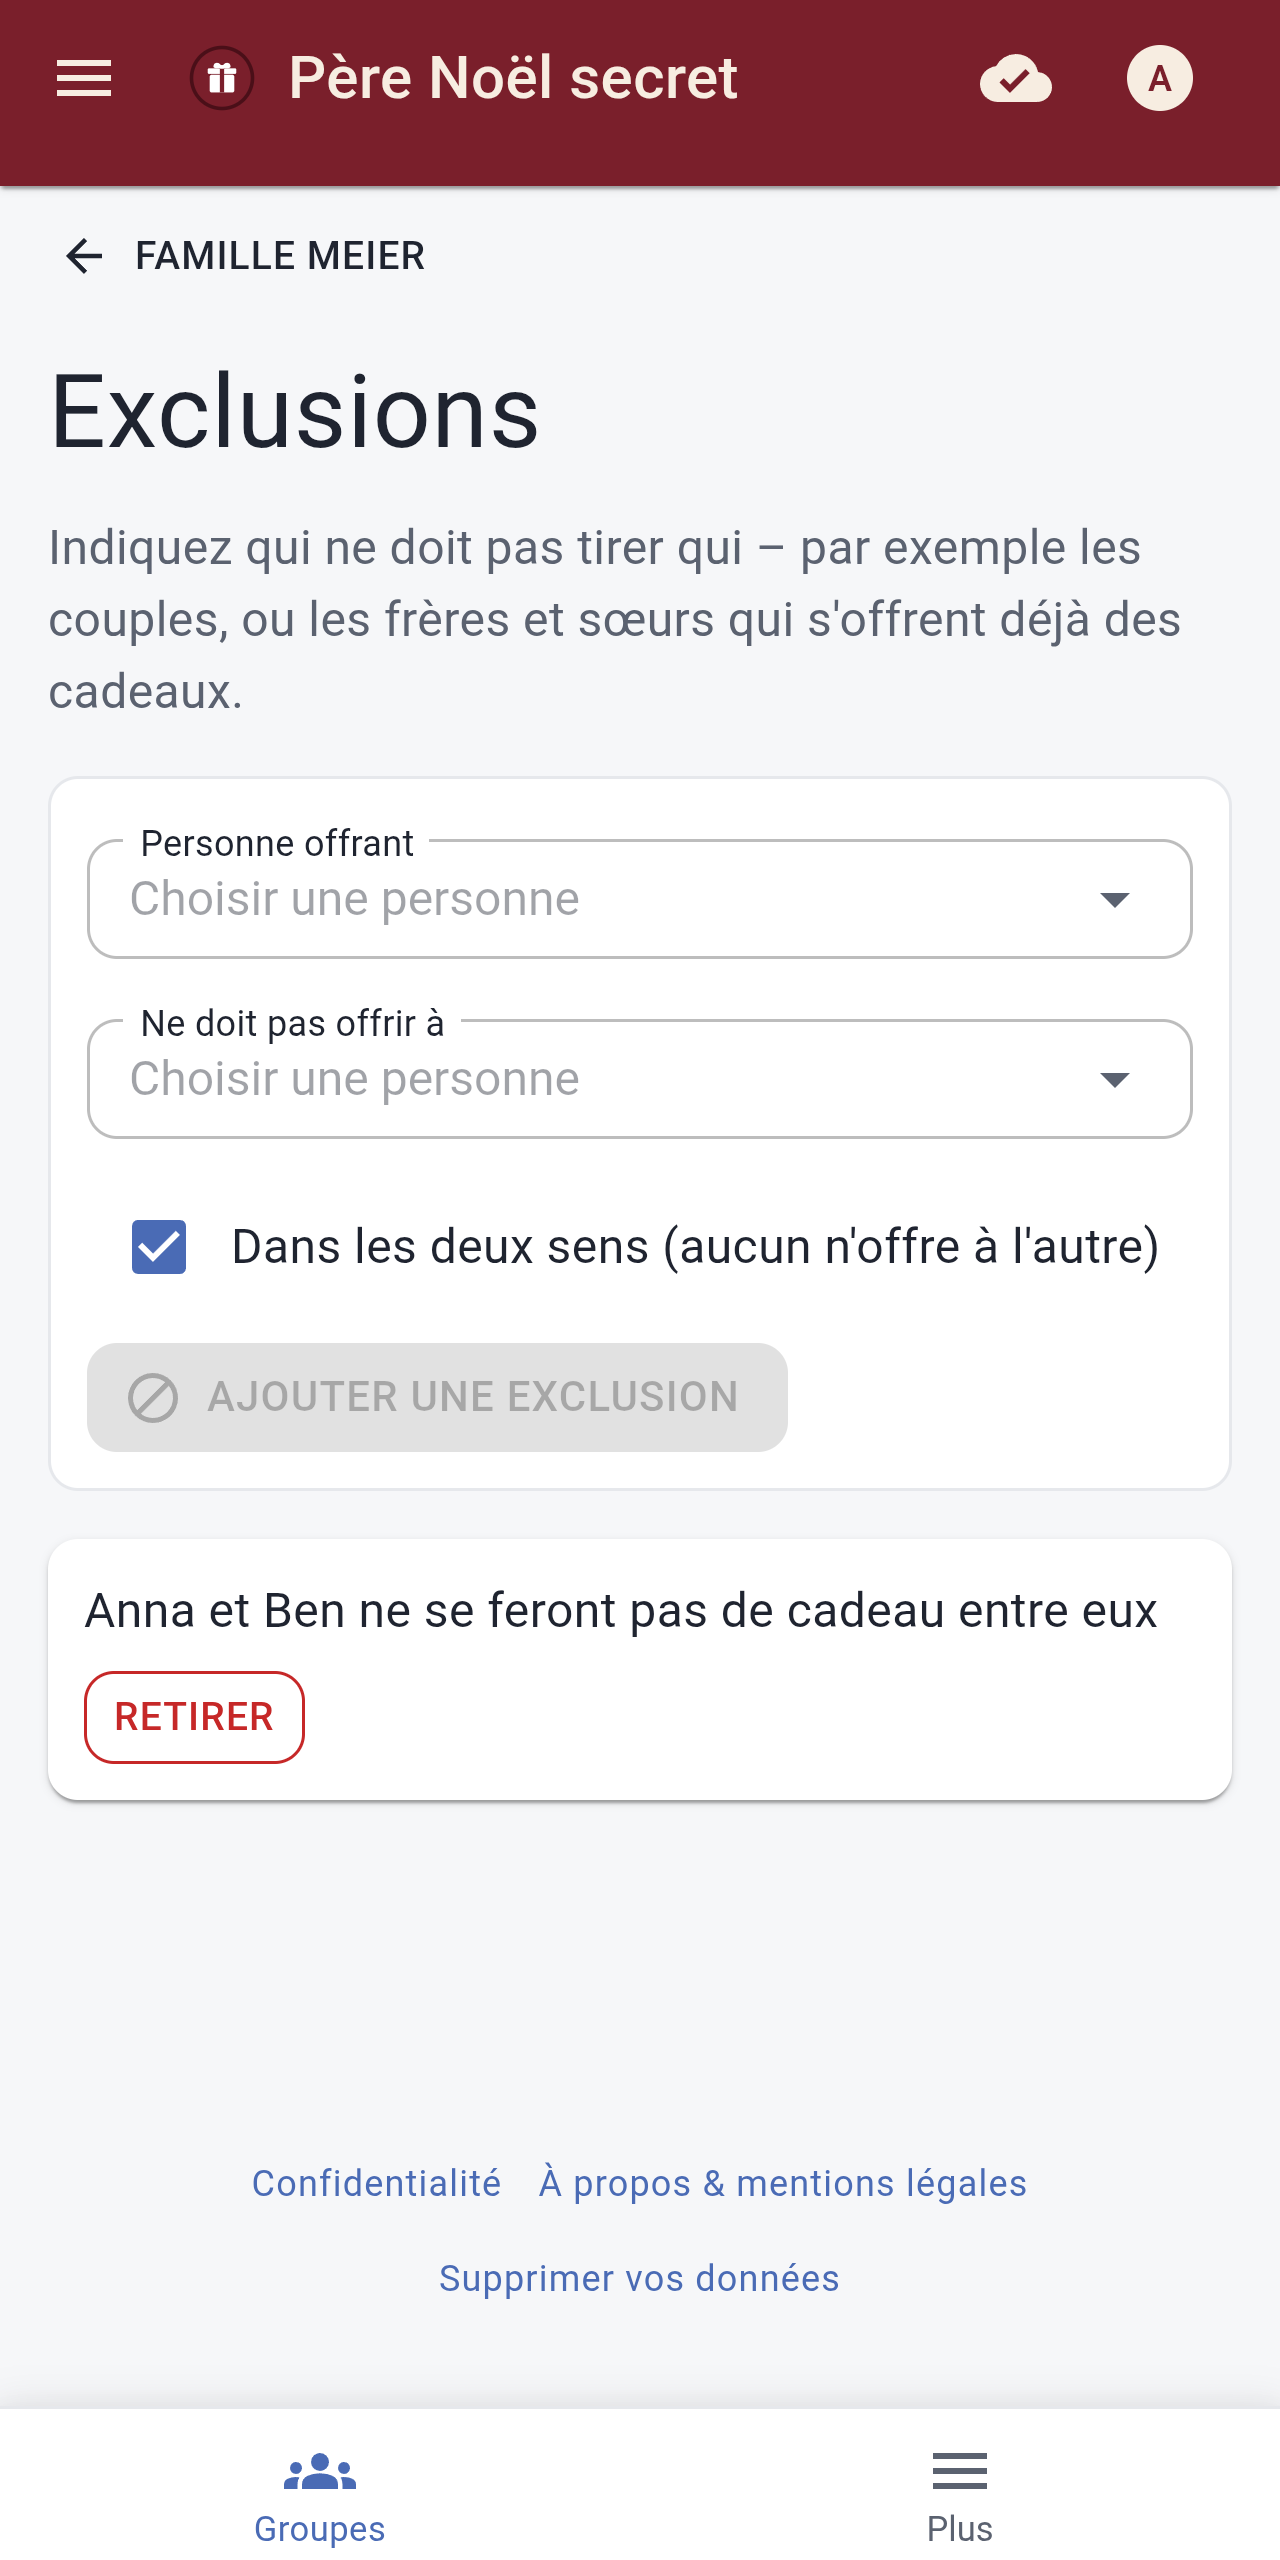 Père Noël secret
A
FAMILLE MEIER
Exclusions
Indiquez qui ne doit pas tirer qui – par exemple les
couples, ou les frères et sœurs qui s'offrent déjà des
cadeaux.
Personne offrant
Choisir une personne
Ne doit pas offrir à
Choisir une personne
Dans les deux sens (aucun n'offre à l'autre)
AJOUTER UNE EXCLUSION
Anna et Ben ne se feront pas de cadeau entre eux
RETIRER
Confidentialité À propos & mentions légales
Supprimer vos données
Groupes Plus